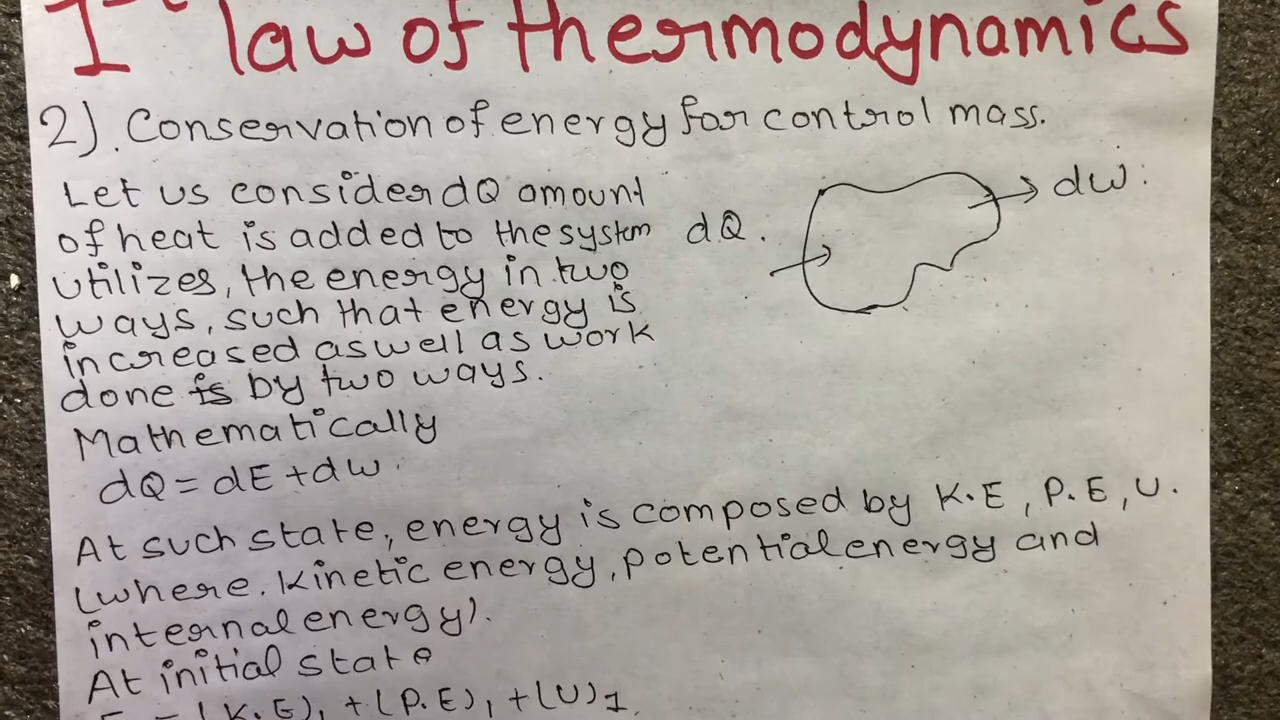 1st law of thermodynamics
2). Conservation of energy for control mass.
Let us consider dQ amount
of heat is added to the system
utilizes, the energy in two
ways, such that energy is
increased as well as work
done is by two ways.
dQ.
dw.
Mathematically
dQ = dE + dw.
At such state, energy is composed by K.E, P.E, U.
(where. Kinetic energy, potential energy and
internal energy).
At initial state
= (K.E)1 + (P.E)1 + (U)1